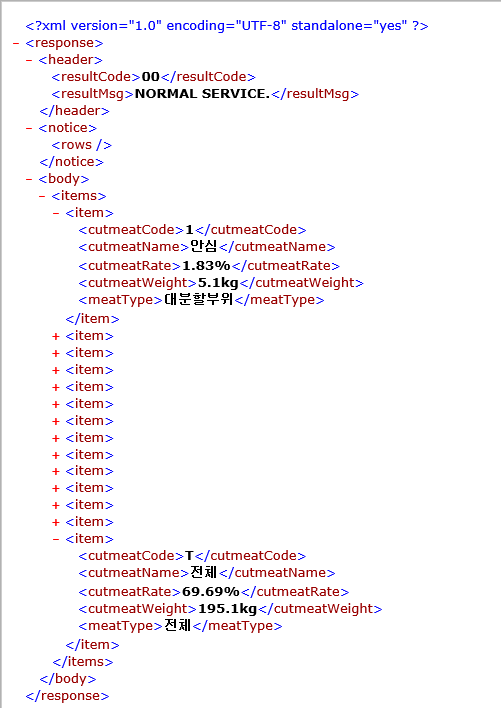 <?xml version="1.0" encoding="UTF-8" standalone="yes" ?>
- <response>
- <header>
<resultCode>00</resultCode>
<resultMsg>NORMAL SERVICE.</resultMsg>
</header>
- <notice>
<rows />
</notice>
- <body>
- <items>
- <item>
<cutmeatCode>1</cutmeatCode>
<cutmeatName>안심</cutmeatName>
<cutmeatRate>1.83%</cutmeatRate>
<cutmeatWeight>5.1kg</cutmeatWeight>
<meatType>대분할부위</meatType>
</item>
+ <item>
+ <item>
+ <item>
+ <item>
+ <item>
+ <item>
+ <item>
+ <item>
+ <item>
+ <item>
+ <item>
+ <item>
- <item>
<cutmeatCode>T</cutmeatCode>
<cutmeatName>전체</cutmeatName>
<cutmeatRate>69.69%</cutmeatRate>
<cutmeatWeight>195.1kg</cutmeatWeight>
<meatType>전체</meatType>
</item>
</items>
</body>
</response>